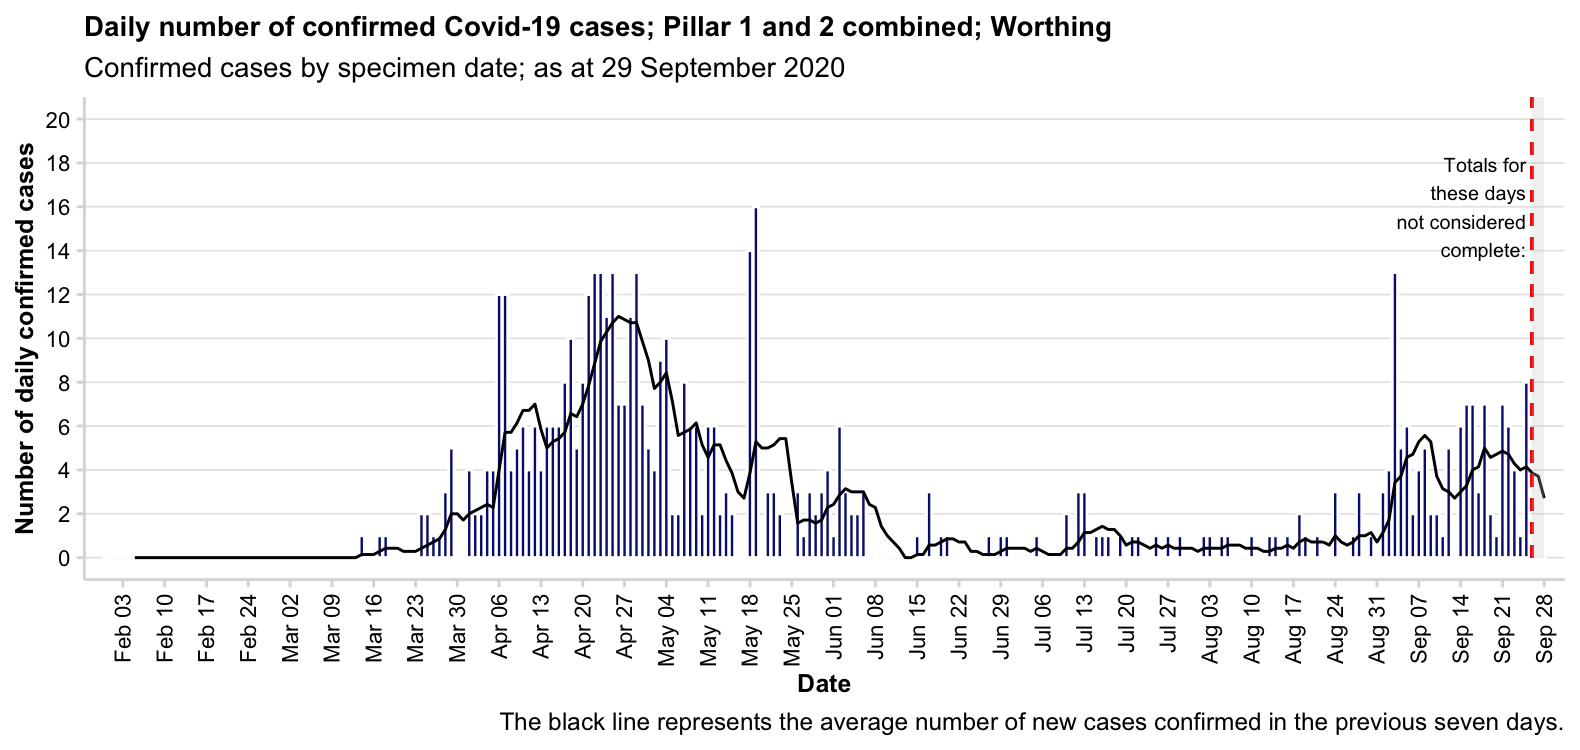 Daily number of confirmed Covid-19 cases; Pillar 1 and 2 combined; Worthing
Confirmed cases by specimen date; as at 29 September 2020
Number of daily confirmed cases
20
18
16
14
12
10
8
6
4
2
0
Totals for
these days
not considered
complete:
Feb 03
Feb 10
Feb 17
Feb 24
Mar 02
Mar 09
Mar 16
Mar 23
Mar 30
Apr 06
Apr 13
Apr 20
Apr 27
May 04
May 11
May 18
May 25
Jun 01
Jun 08
Jun 15
Jun 22
Jun 29
Jul 06
Jul 13
Jul 20
Jul 27
Aug 03
Aug 10
Aug 17
Aug 24
Aug 31
Sep 07
Sep 14
Sep 21
Sep 28
Date
The black line represents the average number of new cases confirmed in the previous seven days.